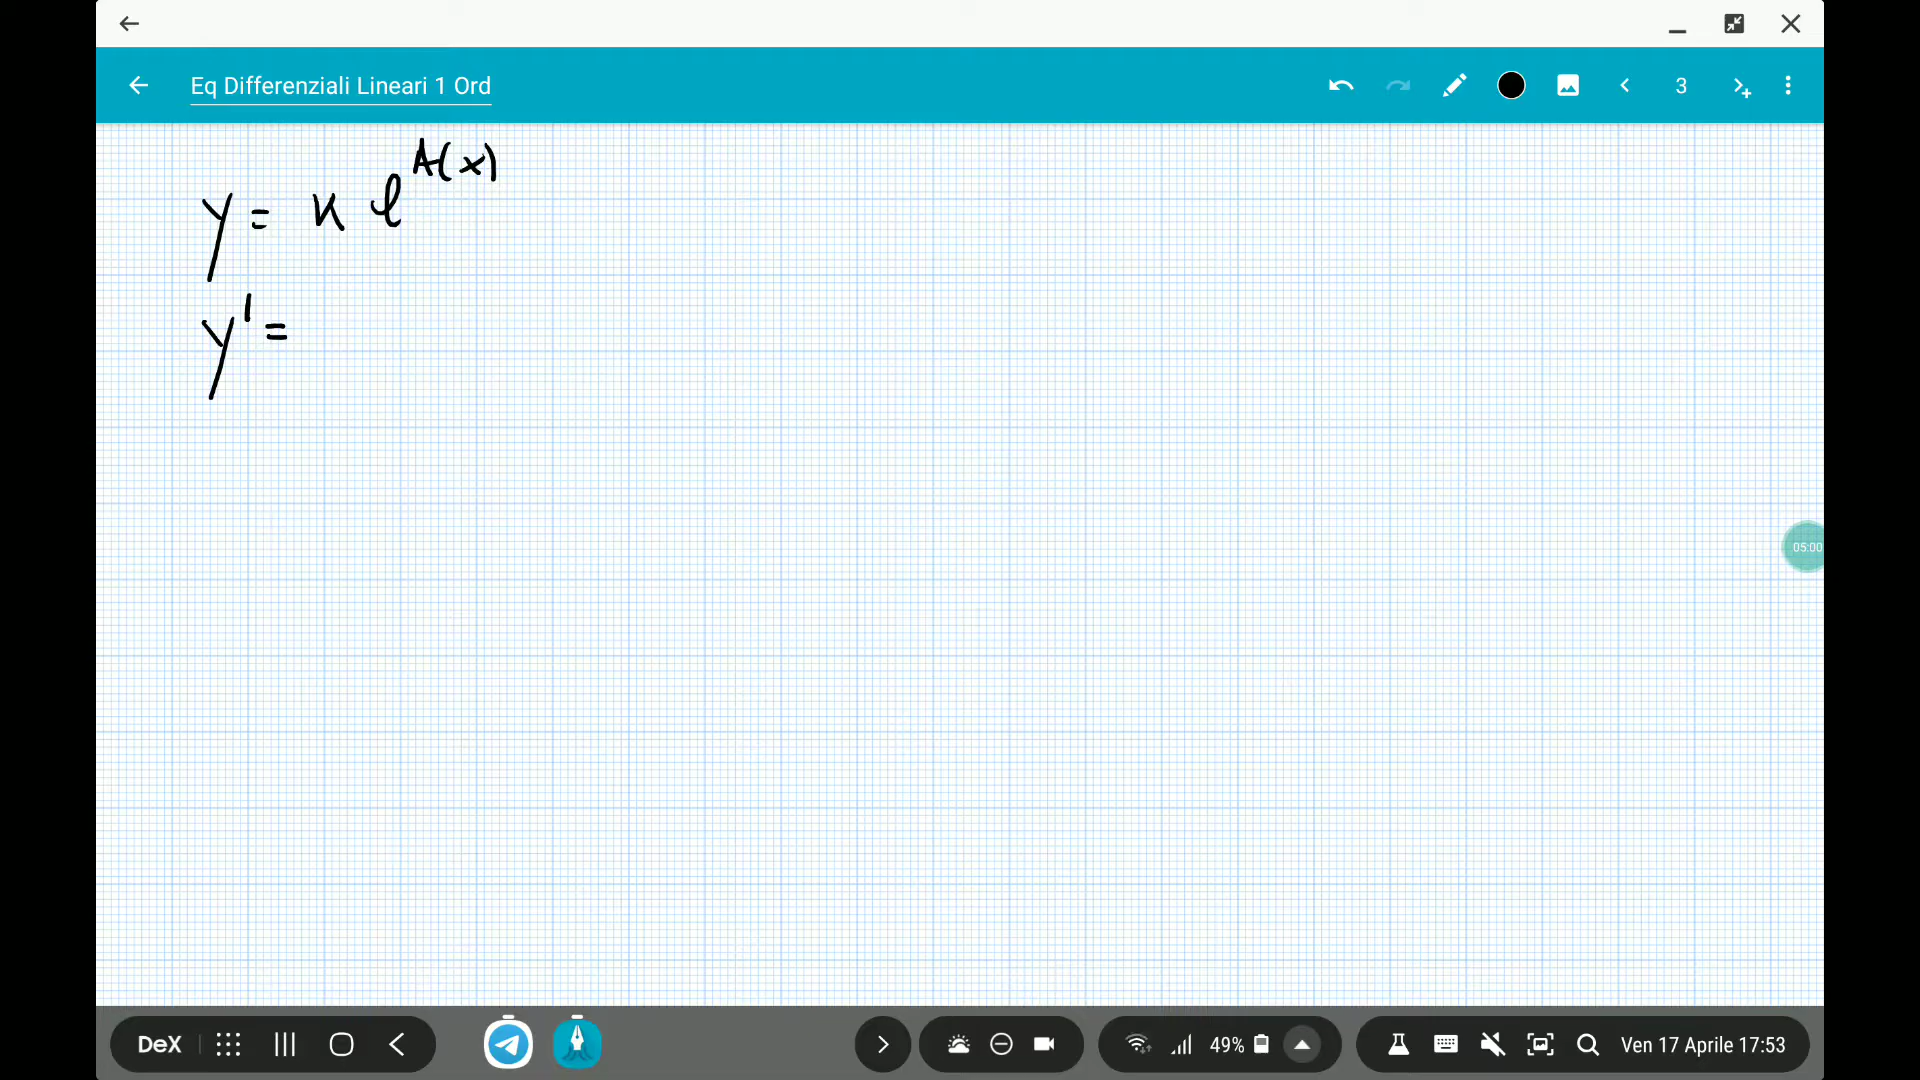 Eq Differenziali Lineari 1 Ord
3
y = k e^A(x)
y' =
05:00
DeX
49%
Ven 17 Aprile 17:53